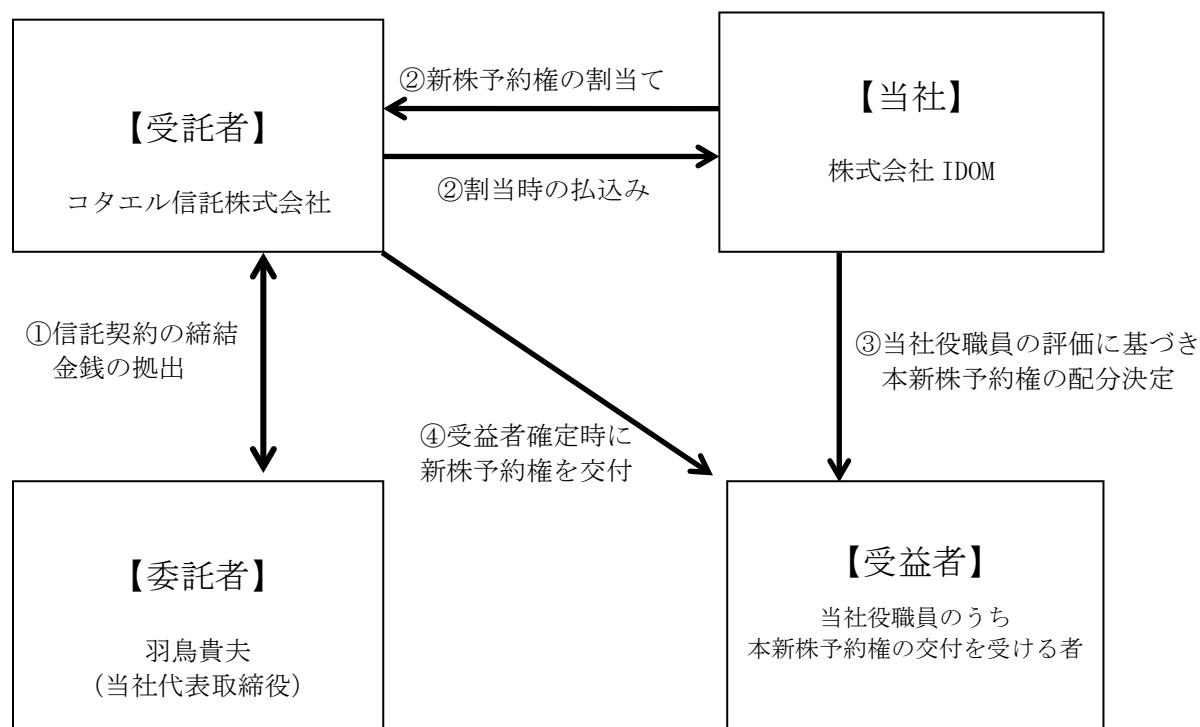 ②新株予約権の割当て
【受託者】
コタエル信託株式会社
②割当時の払込み
【当社】
株式会社 IDOM
①信託契約の締結
金銭の拠出
③当社役職員の評価に基づき
本新株予約権の配分決定
④受益者確定時に
新株予約権を交付
【委託者】
羽鳥貴夫
（当社代表取締役）
【受益者】
当社役職員のうち
本新株予約権の交付を受ける者